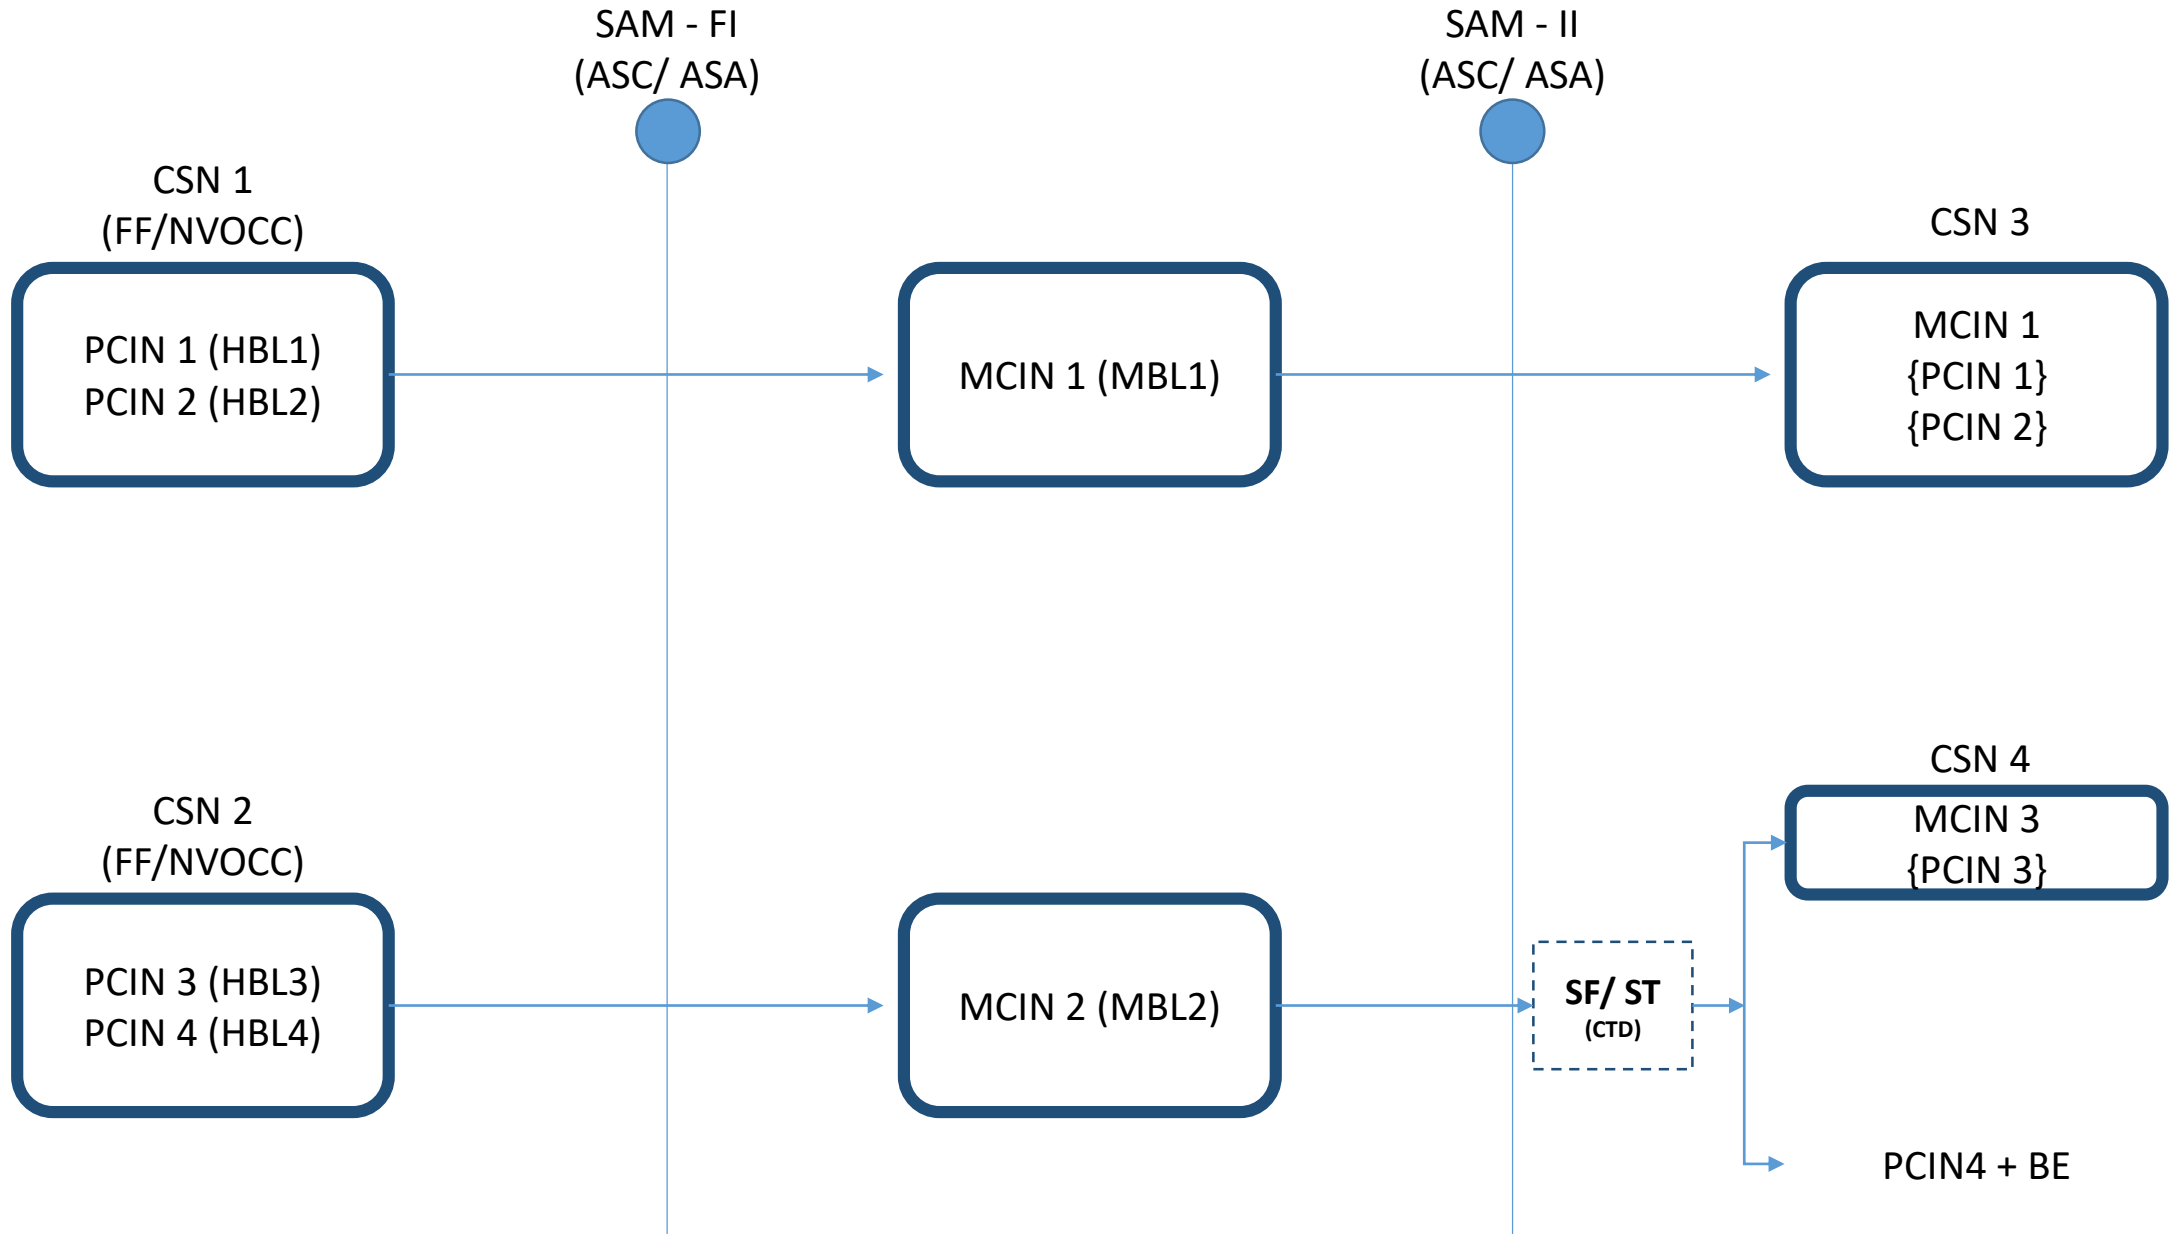 SAM - FI
(ASC/ ASA)
SAM - II
(ASC/ ASA)
CSN 1
(FF/NVOCC)
PCIN 1 (HBL1)
PCIN 2 (HBL2)
MCIN 1 (MBL1)
CSN 3
MCIN 1
{PCIN 1}
{PCIN 2}
CSN 2
(FF/NVOCC)
PCIN 3 (HBL3)
PCIN 4 (HBL4)
MCIN 2 (MBL2)
SF/ ST
(CTD)
CSN 4
MCIN 3
{PCIN 3}
PCIN4 + BE